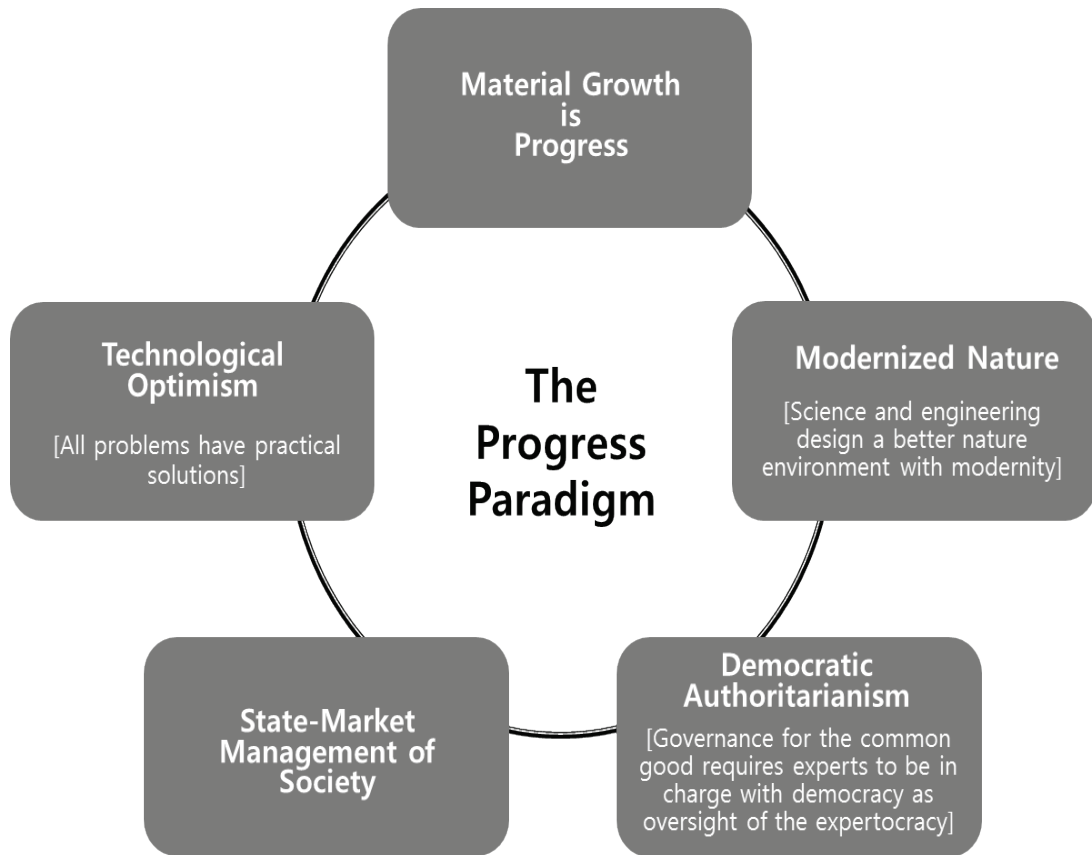 Material Growth
is
Progress
Technological
Optimism
[All problems have practical
solutions]
The
Progress
Paradigm
Modernized Nature
[Science and engineering
design a better nature
environment with modernity]
State-Market
Management of
Society
Democratic
Authoritarianism
[Governance for the common
good requires experts to be in
charge with democracy as
oversight of the expertocracy]